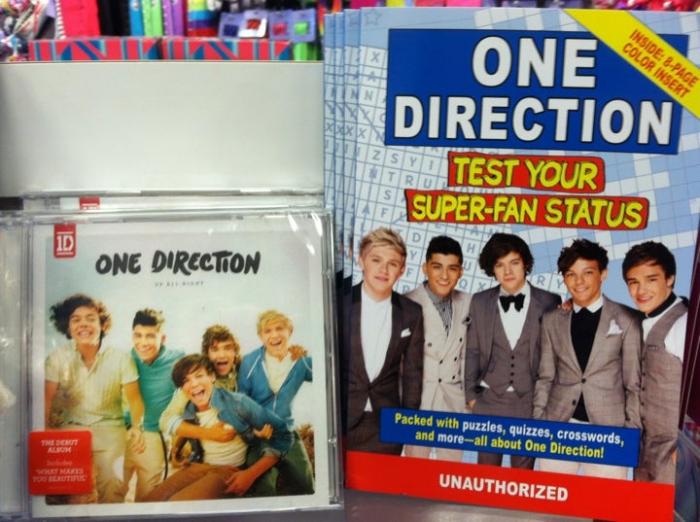 1D
ONE DIRECTION
UP ALL NIGHT
THE DEBUT
ALBUM
Includes
'WHAT MAKES
YOU BEAUTIFUL'
INSIDE: 8-PAGE
COLOR INSERT
ONE
DIRECTION
TEST YOUR
SUPER-FAN STATUS
Packed with puzzles, quizzes, crosswords,
and more—all about One Direction!
UNAUTHORIZED